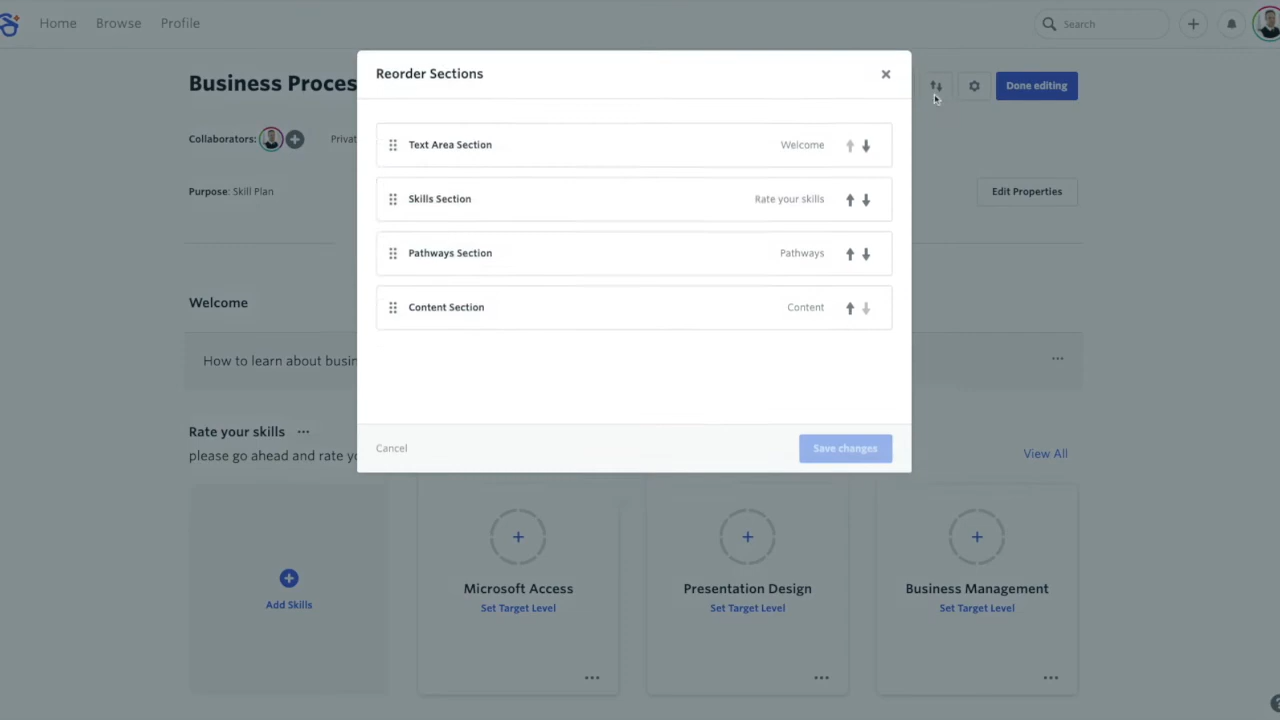 Home Browse Profile
Search
Reorder Sections
Business Proces
Done editing
Collaborators:
Privat
Text Area Section Welcome
Purpose: Skill Plan
Edit Properties
Skills Section Rate your skills
Pathways Section Pathways
Content Section Content
Welcome
How to learn about busin
Rate your skills
please go ahead and rate yo
View All
Cancel
Save changes
Add Skills
Microsoft Access
Set Target Level
Presentation Design
Set Target Level
Business Management
Set Target Level